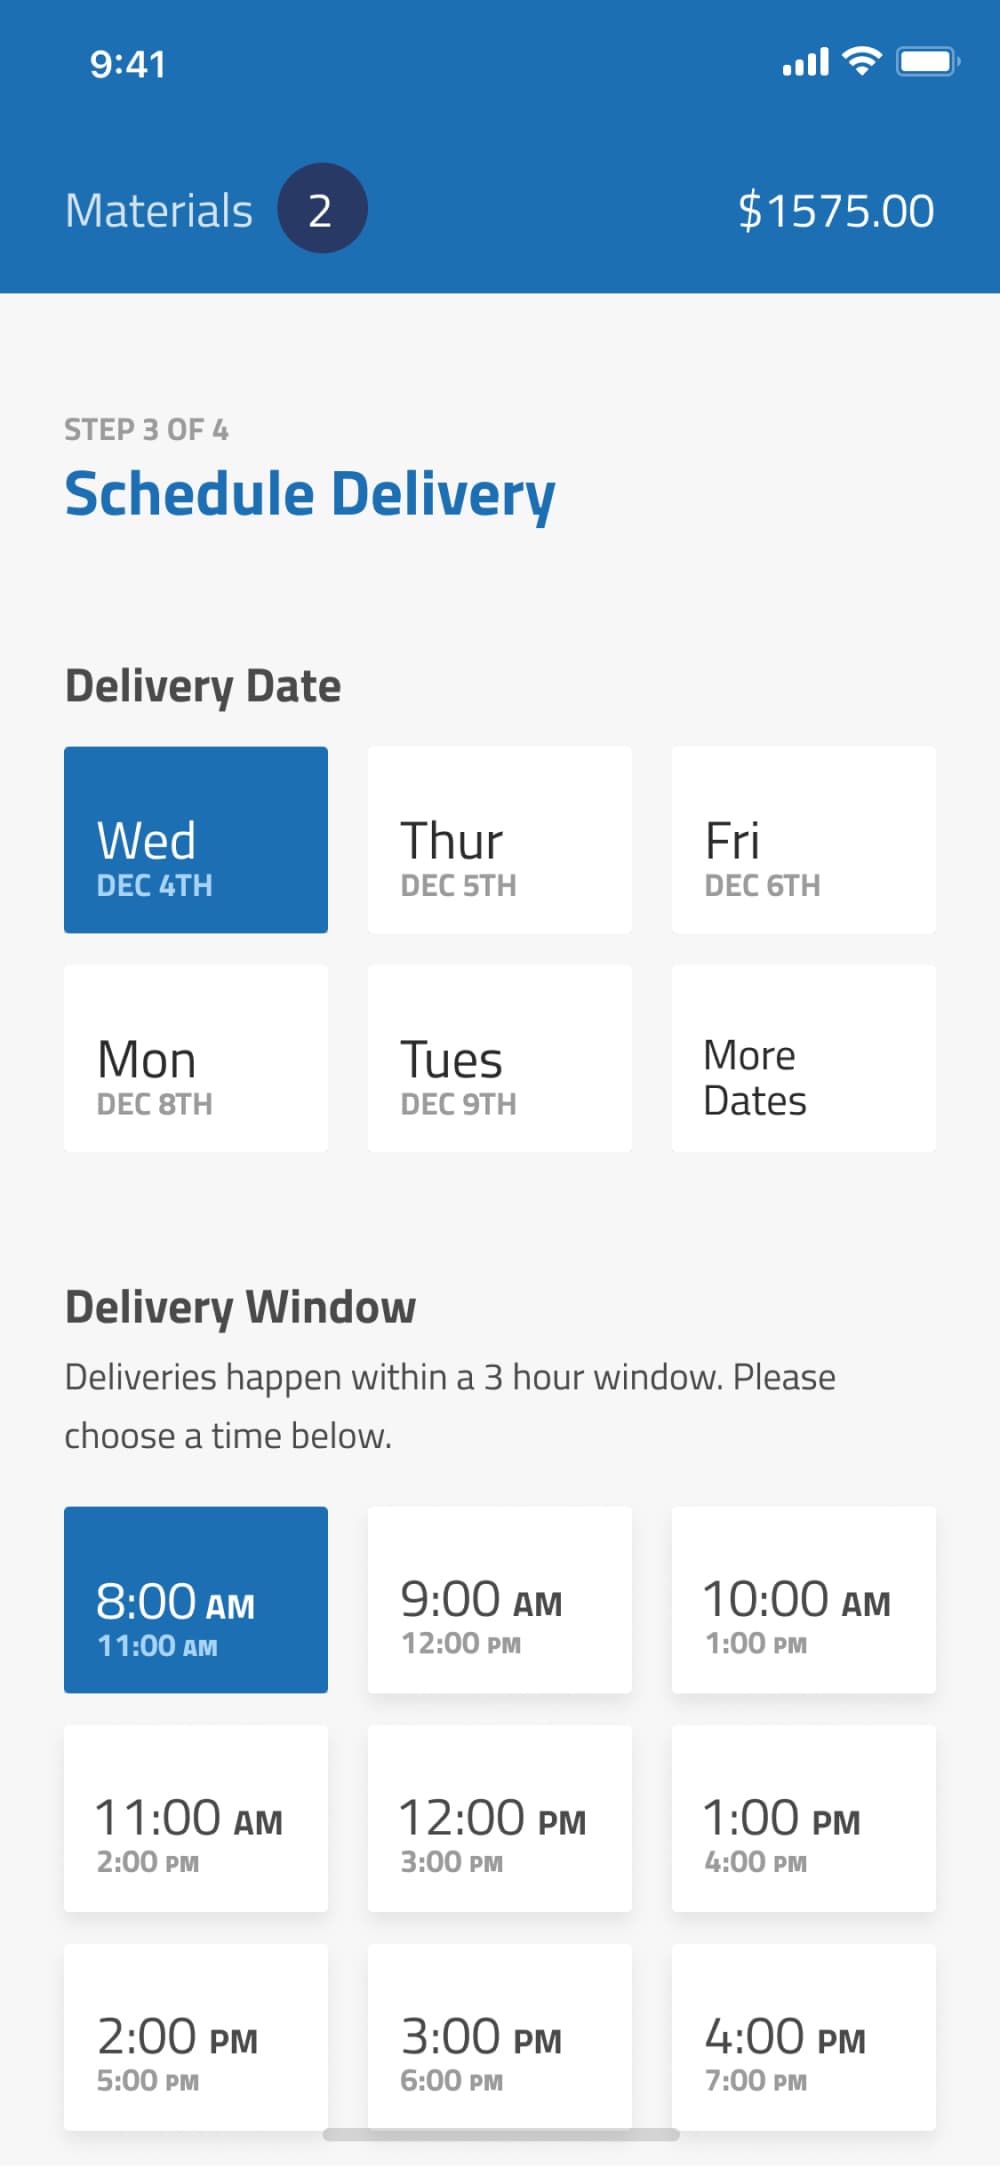 9:41
Materials 2 $1575.00
STEP 3 OF 4
Schedule Delivery
Delivery Date
Wed Thur Fri
DEC 4TH DEC 5TH DEC 6TH
Mon Tues More
DEC 8TH DEC 9TH Dates
Delivery Window
Deliveries happen within a 3 hour window. Please
choose a time below.
8:00 AM 9:00 AM 10:00 AM
11:00 AM 12:00 PM 1:00 PM
11:00 AM 12:00 PM 1:00 PM
2:00 PM 3:00 PM 4:00 PM
2:00 PM 3:00 PM 4:00 PM
5:00 PM 6:00 PM 7:00 PM